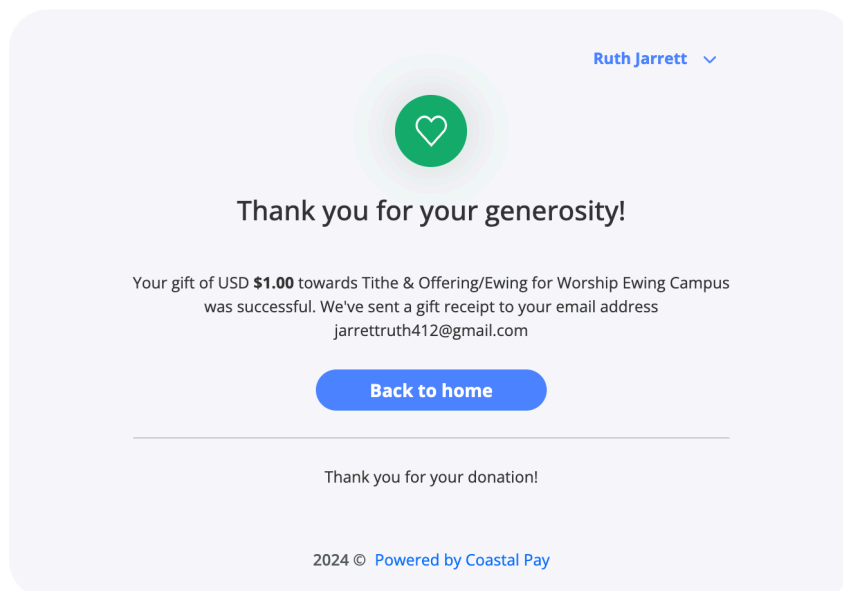 Ruth Jarrett
Thank you for your generosity!
Your gift of USD $1.00 towards Tithe & Offering/Ewing for Worship Ewing Campus
was successful. We've sent a gift receipt to your email address
jarrettruth412@gmail.com
Back to home
Thank you for your donation!
2024 © Powered by Coastal Pay